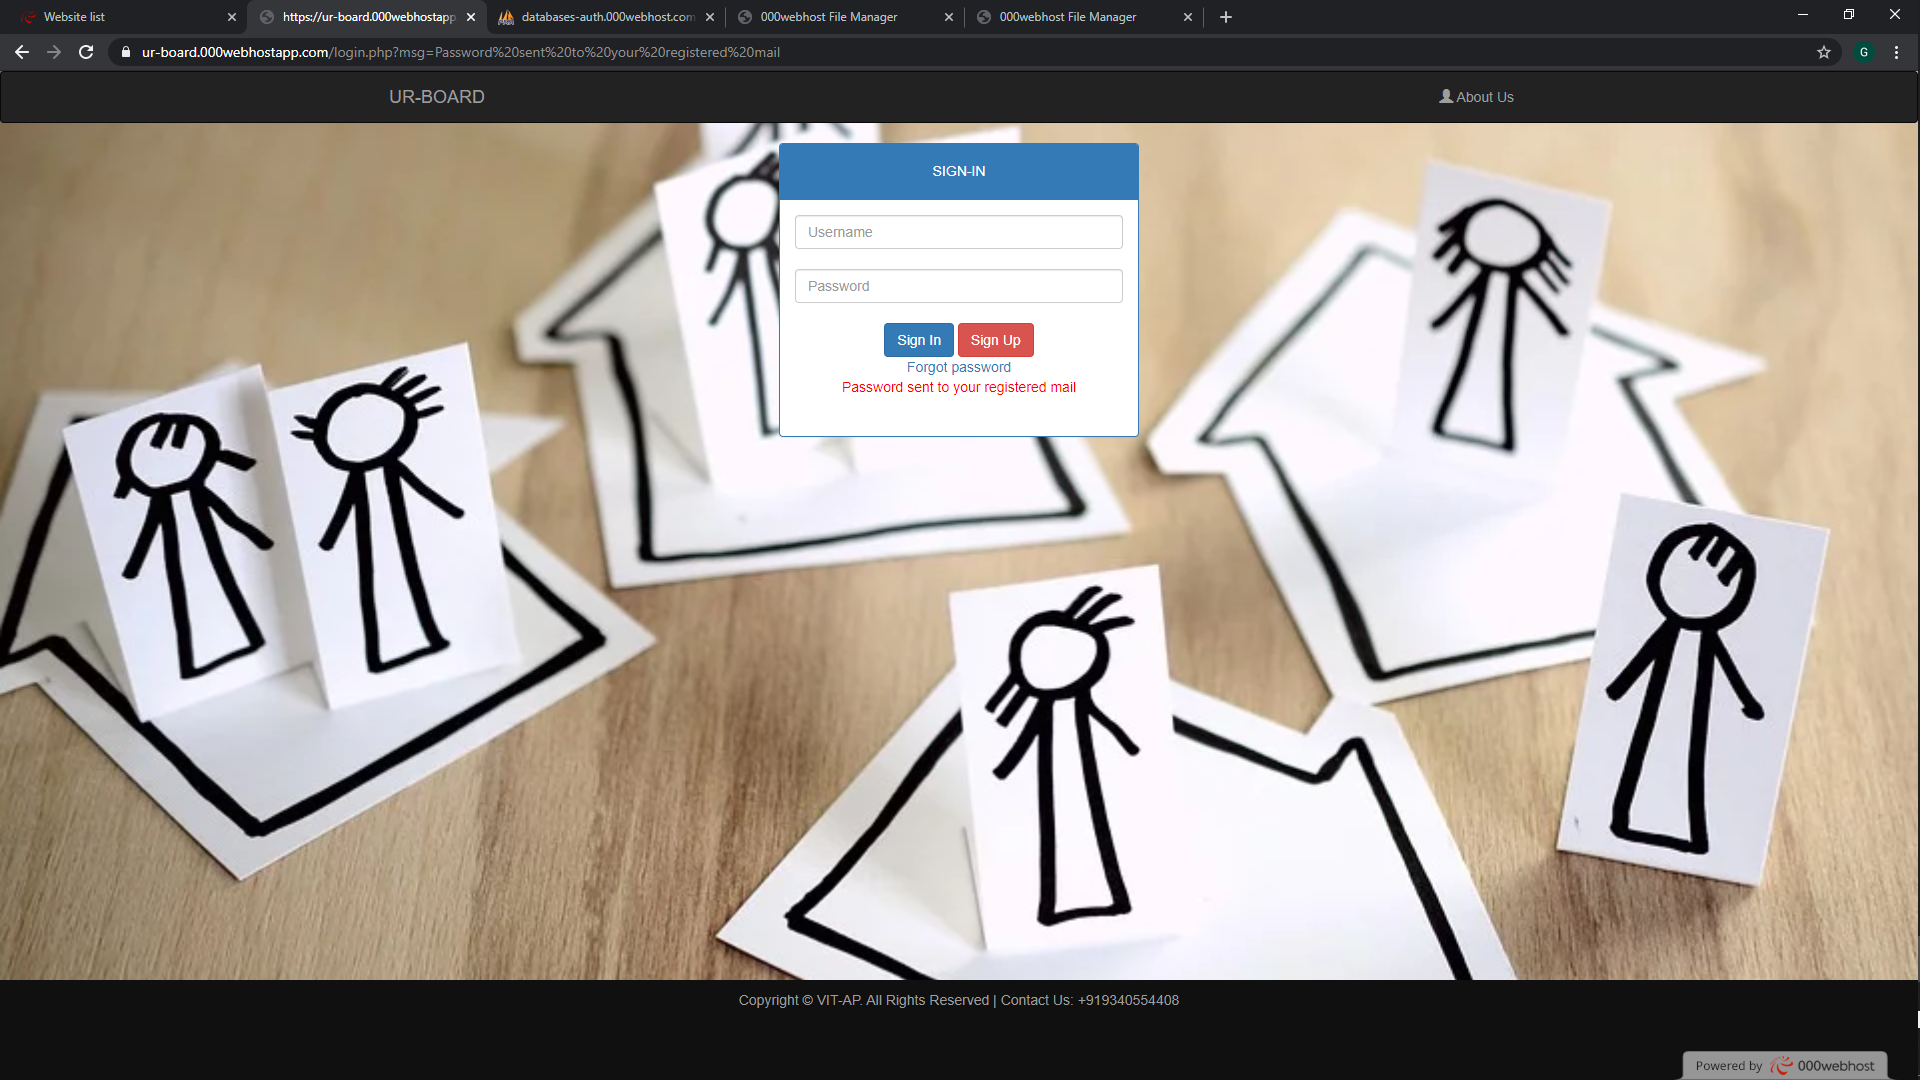 Website list
https://ur-board.000webhostapp
databases-auth.000webhost.com
000webhost File Manager
000webhost File Manager
ur-board.000webhostapp.com/login.php?msg=Password%20sent%20to%20your%20registered%20mail
G
UR-BOARD
About Us
SIGN-IN
Username
Password
Sign In
Sign Up
Forgot password
Password sent to your registered mail
Copyright © VIT-AP. All Rights Reserved | Contact Us: +919340554408
Powered by 000webhost